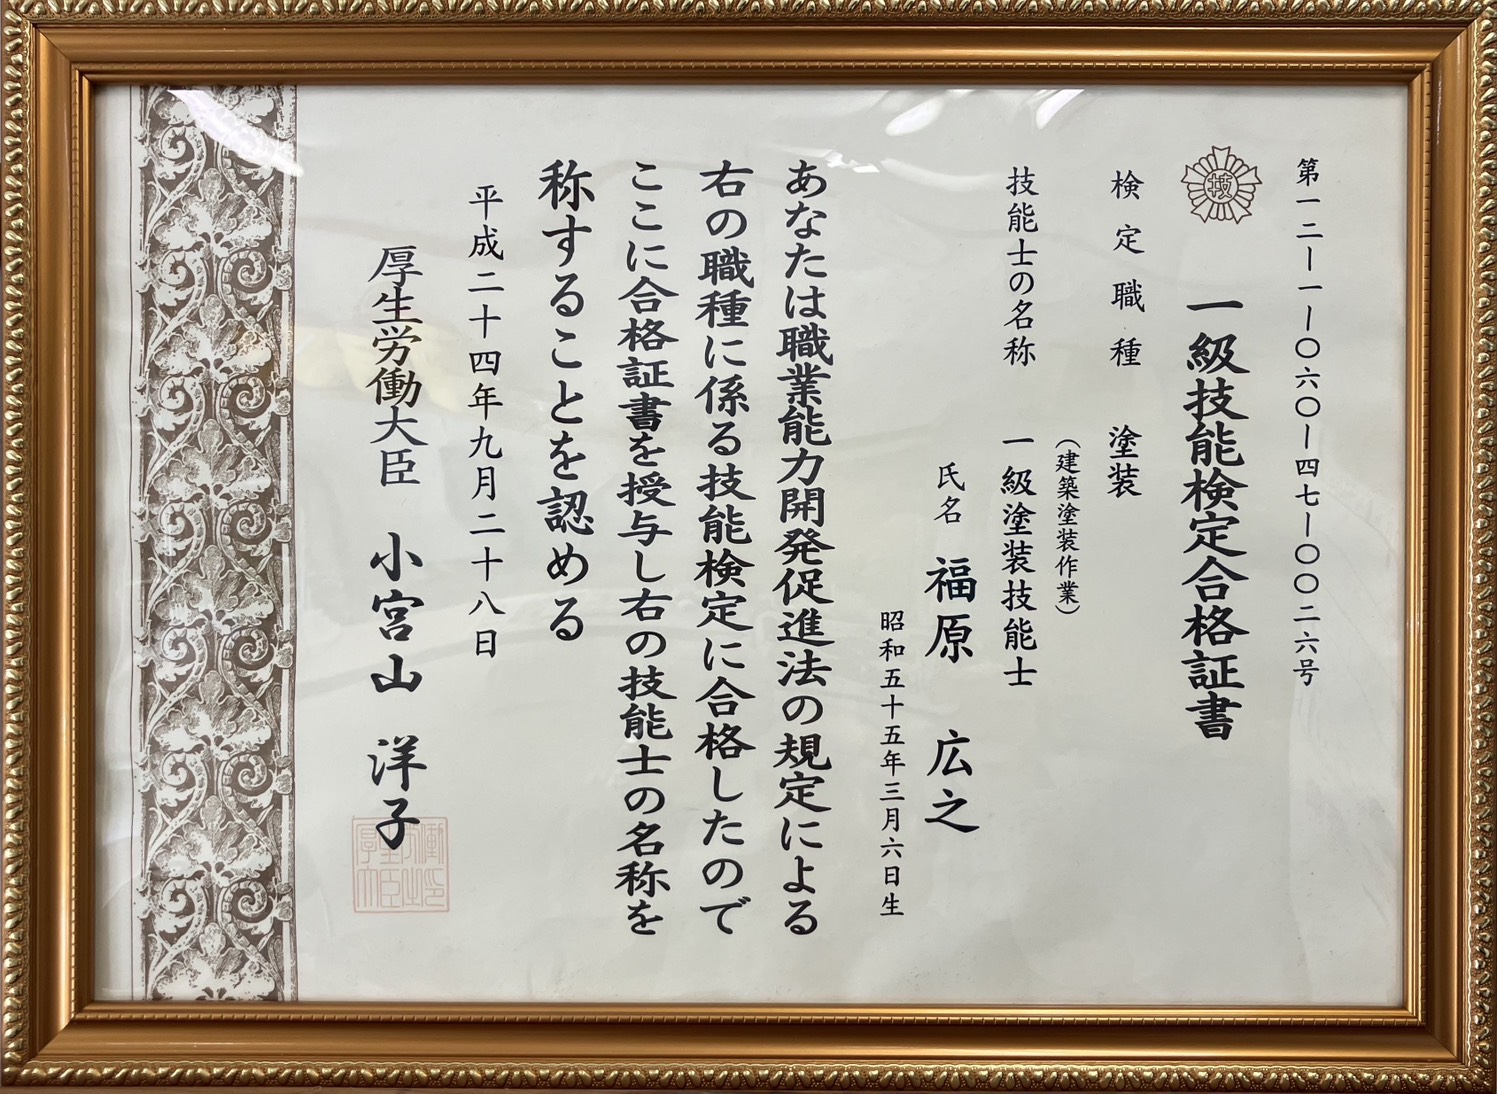 第一二ー一ー〇六〇ー四七ー〇〇二六号
技
一級技能検定合格証書
検定職種 塗装
(建築塗装作業)
技能士の名称 一級塗装技能士
氏名 福原 広之
昭和五十五年三月六日生
あなたは職業能力開発促進法の規定による
右の職種に係る技能検定に合格したので
ここに合格証書を授与し右の技能士の名称を
称することを認める
平成二十四年九月二十八日
厚生労働大臣 小宮山 洋子